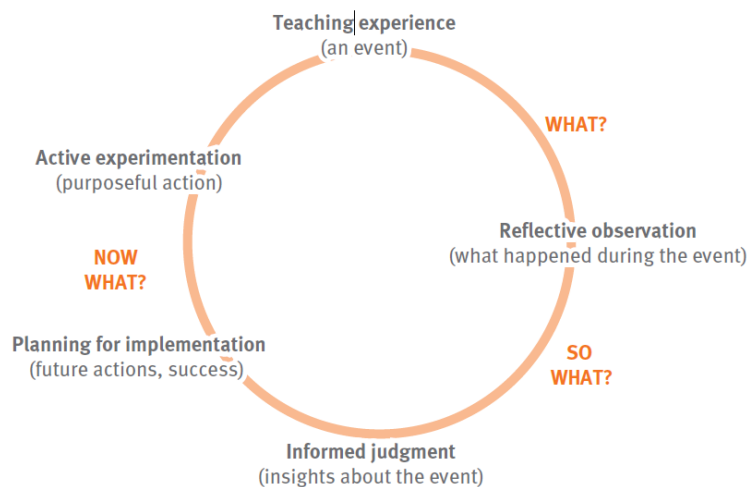 Teaching experience
(an event)
WHAT?
Reflective observation
(what happened during the event)
SO
WHAT?
Informed judgment
(insights about the event)
Planning for implementation
(future actions, success)
NOW
WHAT?
Active experimentation
(purposeful action)